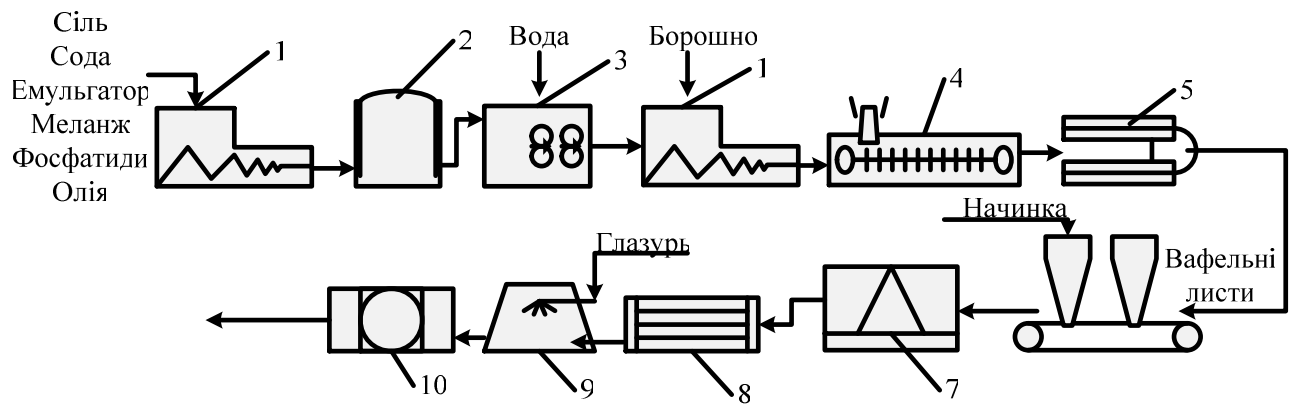 Сіль
Сода
Емульгатор
Меланж
Фосфатиди
Олія
1
2
Вода
3
Борошно
1
4
5
Начинка
Вафельні
листи
Глазурь
10
9
8
7